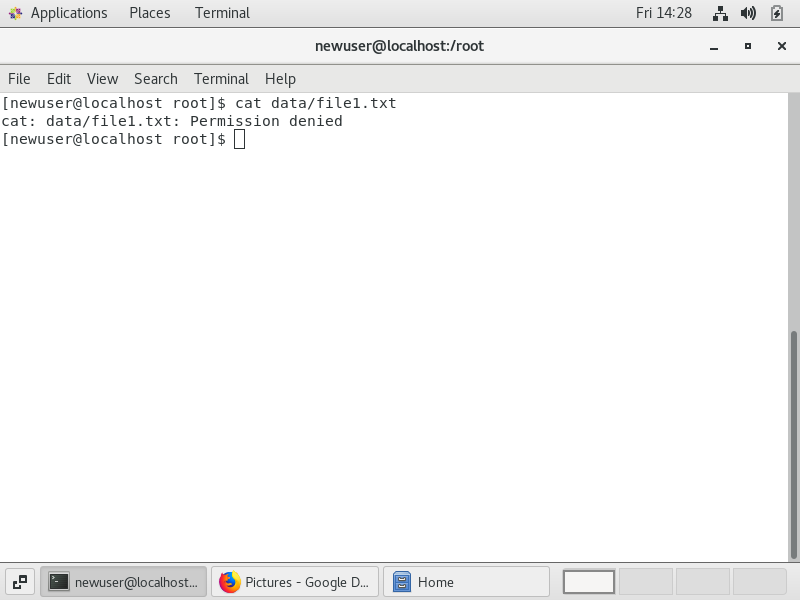 Applications Places Terminal Fri 14:28
newuser@localhost:/root
File Edit View Search Terminal Help
[newuser@localhost root]$ cat data/file1.txt
cat: data/file1.txt: Permission denied
[newuser@localhost root]$
newuser@localhost... Pictures - Google D... Home